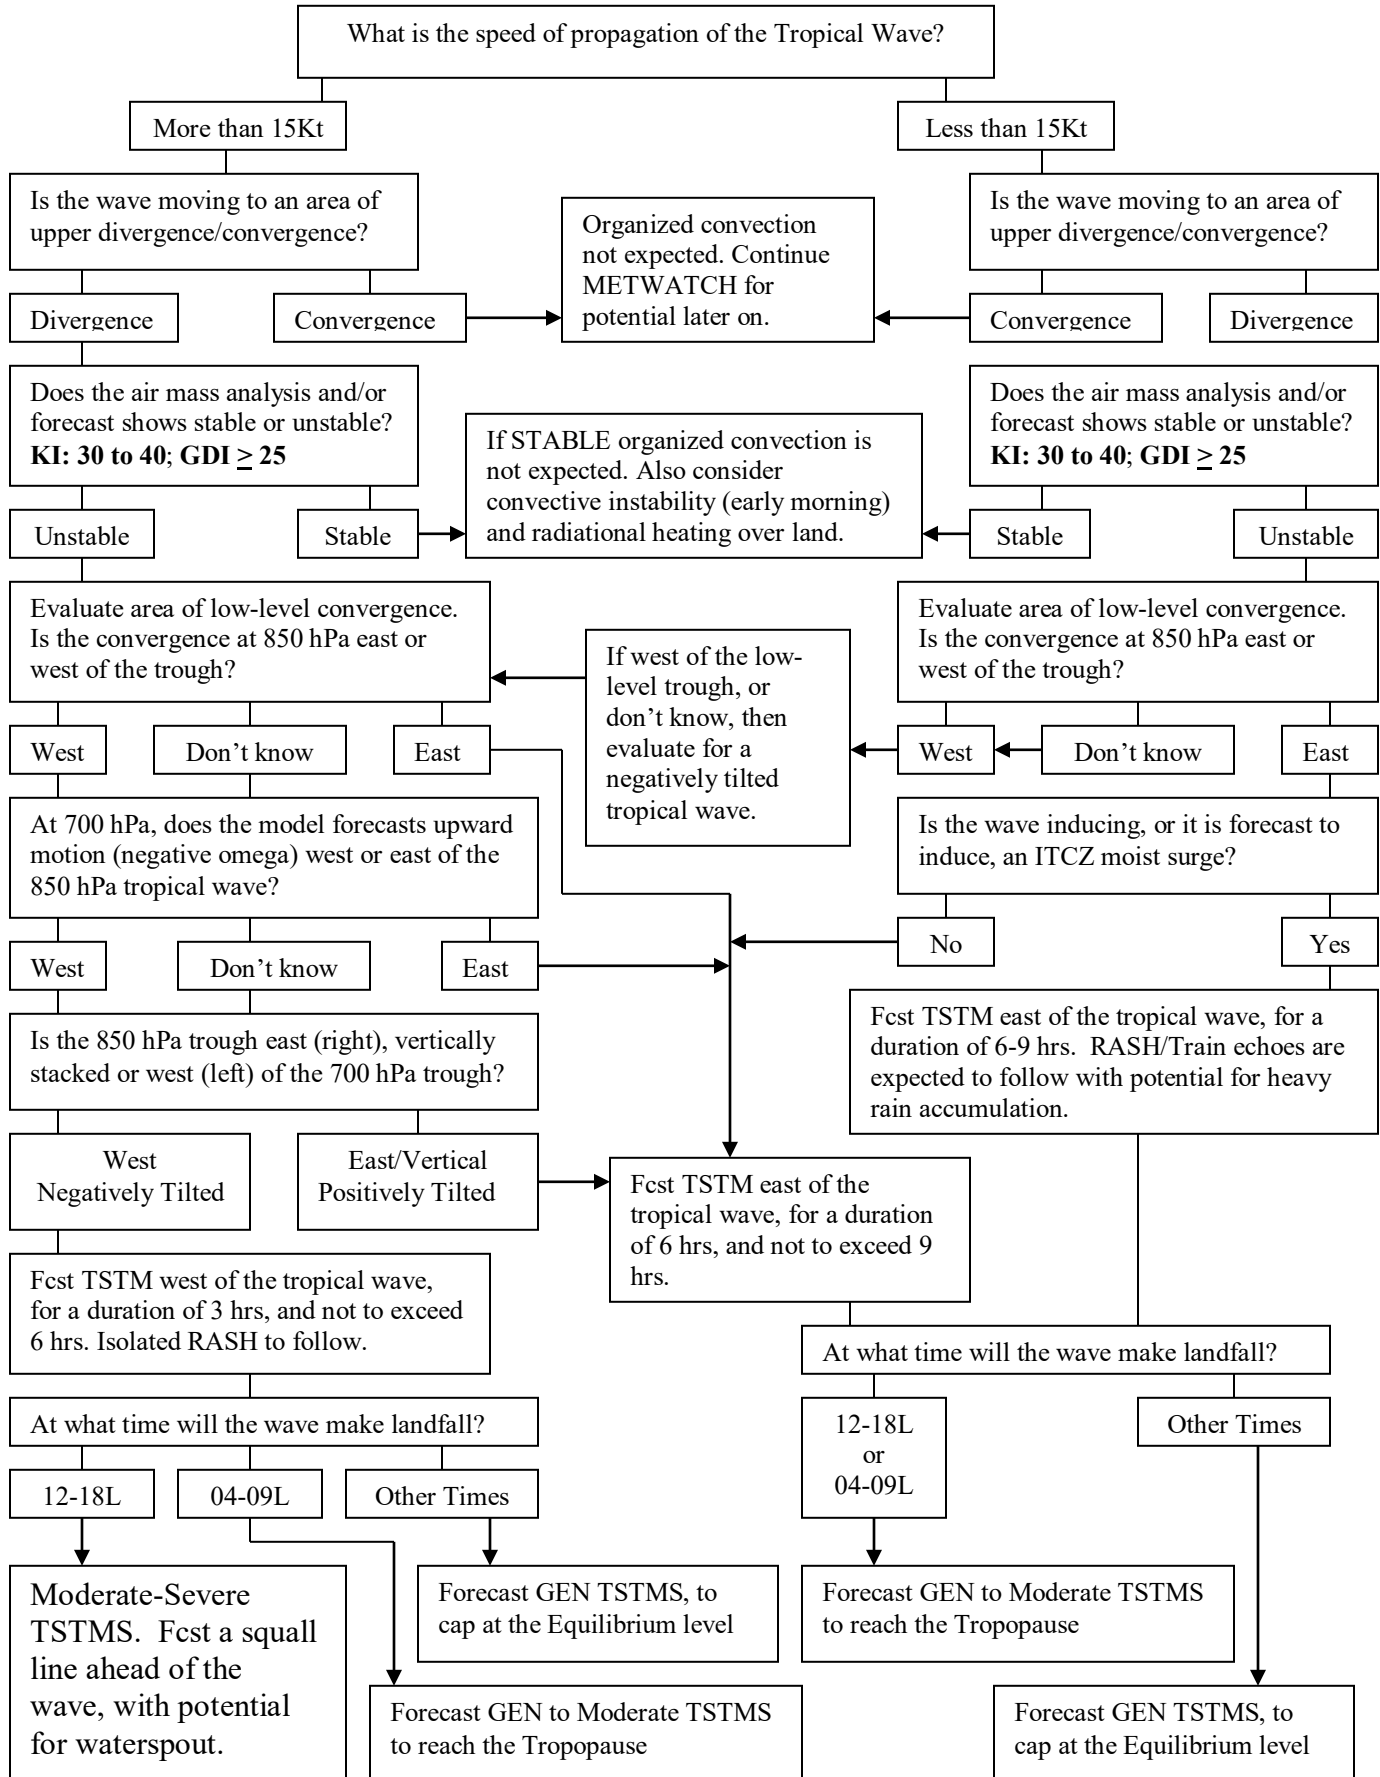 What is the speed of propagation of the Tropical Wave?
More than 15Kt
Less than 15Kt
Is the wave moving to an area of
upper divergence/convergence?
Organized convection
not expected. Continue
METWATCH for
potential later on.
Is the wave moving to an area of
upper divergence/convergence?
Divergence
Convergence
Convergence
Divergence
Does the air mass analysis and/or
forecast shows stable or unstable?
KI: 30 to 40; GDI ≥ 25
If STABLE organized convection is
not expected. Also consider
convective instability (early morning)
and radiational heating over land.
Does the air mass analysis and/or
forecast shows stable or unstable?
KI: 30 to 40; GDI ≥ 25
Unstable
Stable
Stable
Unstable
Evaluate area of low-level convergence.
Is the convergence at 850 hPa east or
west of the trough?
If west of the low-
level trough, or
don’t know, then
evaluate for a
negatively tilted
tropical wave.
Evaluate area of low-level convergence.
Is the convergence at 850 hPa east or
west of the trough?
West
Don’t know
East
West
Don’t know
East
At 700 hPa, does the model forecasts upward
motion (negative omega) west or east of the
850 hPa tropical wave?
Is the wave inducing, or it is forecast to
induce, an ITCZ moist surge?
West
Don’t know
East
No
Yes
Is the 850 hPa trough east (right), vertically
stacked or west (left) of the 700 hPa trough?
Fcst TSTM east of the tropical wave, for a
duration of 6-9 hrs.  RASH/Train echoes are
expected to follow with potential for heavy
rain accumulation.
West
Negatively Tilted
East/Vertical
Positively Tilted
Fcst TSTM east of the
tropical wave, for a duration
of 6 hrs, and not to exceed 9
hrs.
Fcst TSTM west of the tropical wave,
for a duration of 3 hrs, and not to exceed
6 hrs. Isolated RASH to follow.
At what time will the wave make landfall?
At what time will the wave make landfall?
12-18L
04-09L
Other Times
12-18L
or
04-09L
Other Times
Moderate-Severe
TSTMS.  Fcst a squall
line ahead of the
wave, with potential
for waterspout.
Forecast GEN TSTMS, to
cap at the Equilibrium level
Forecast GEN to Moderate TSTMS
to reach the Tropopause
Forecast GEN to Moderate TSTMS
to reach the Tropopause
Forecast GEN TSTMS, to
cap at the Equilibrium level